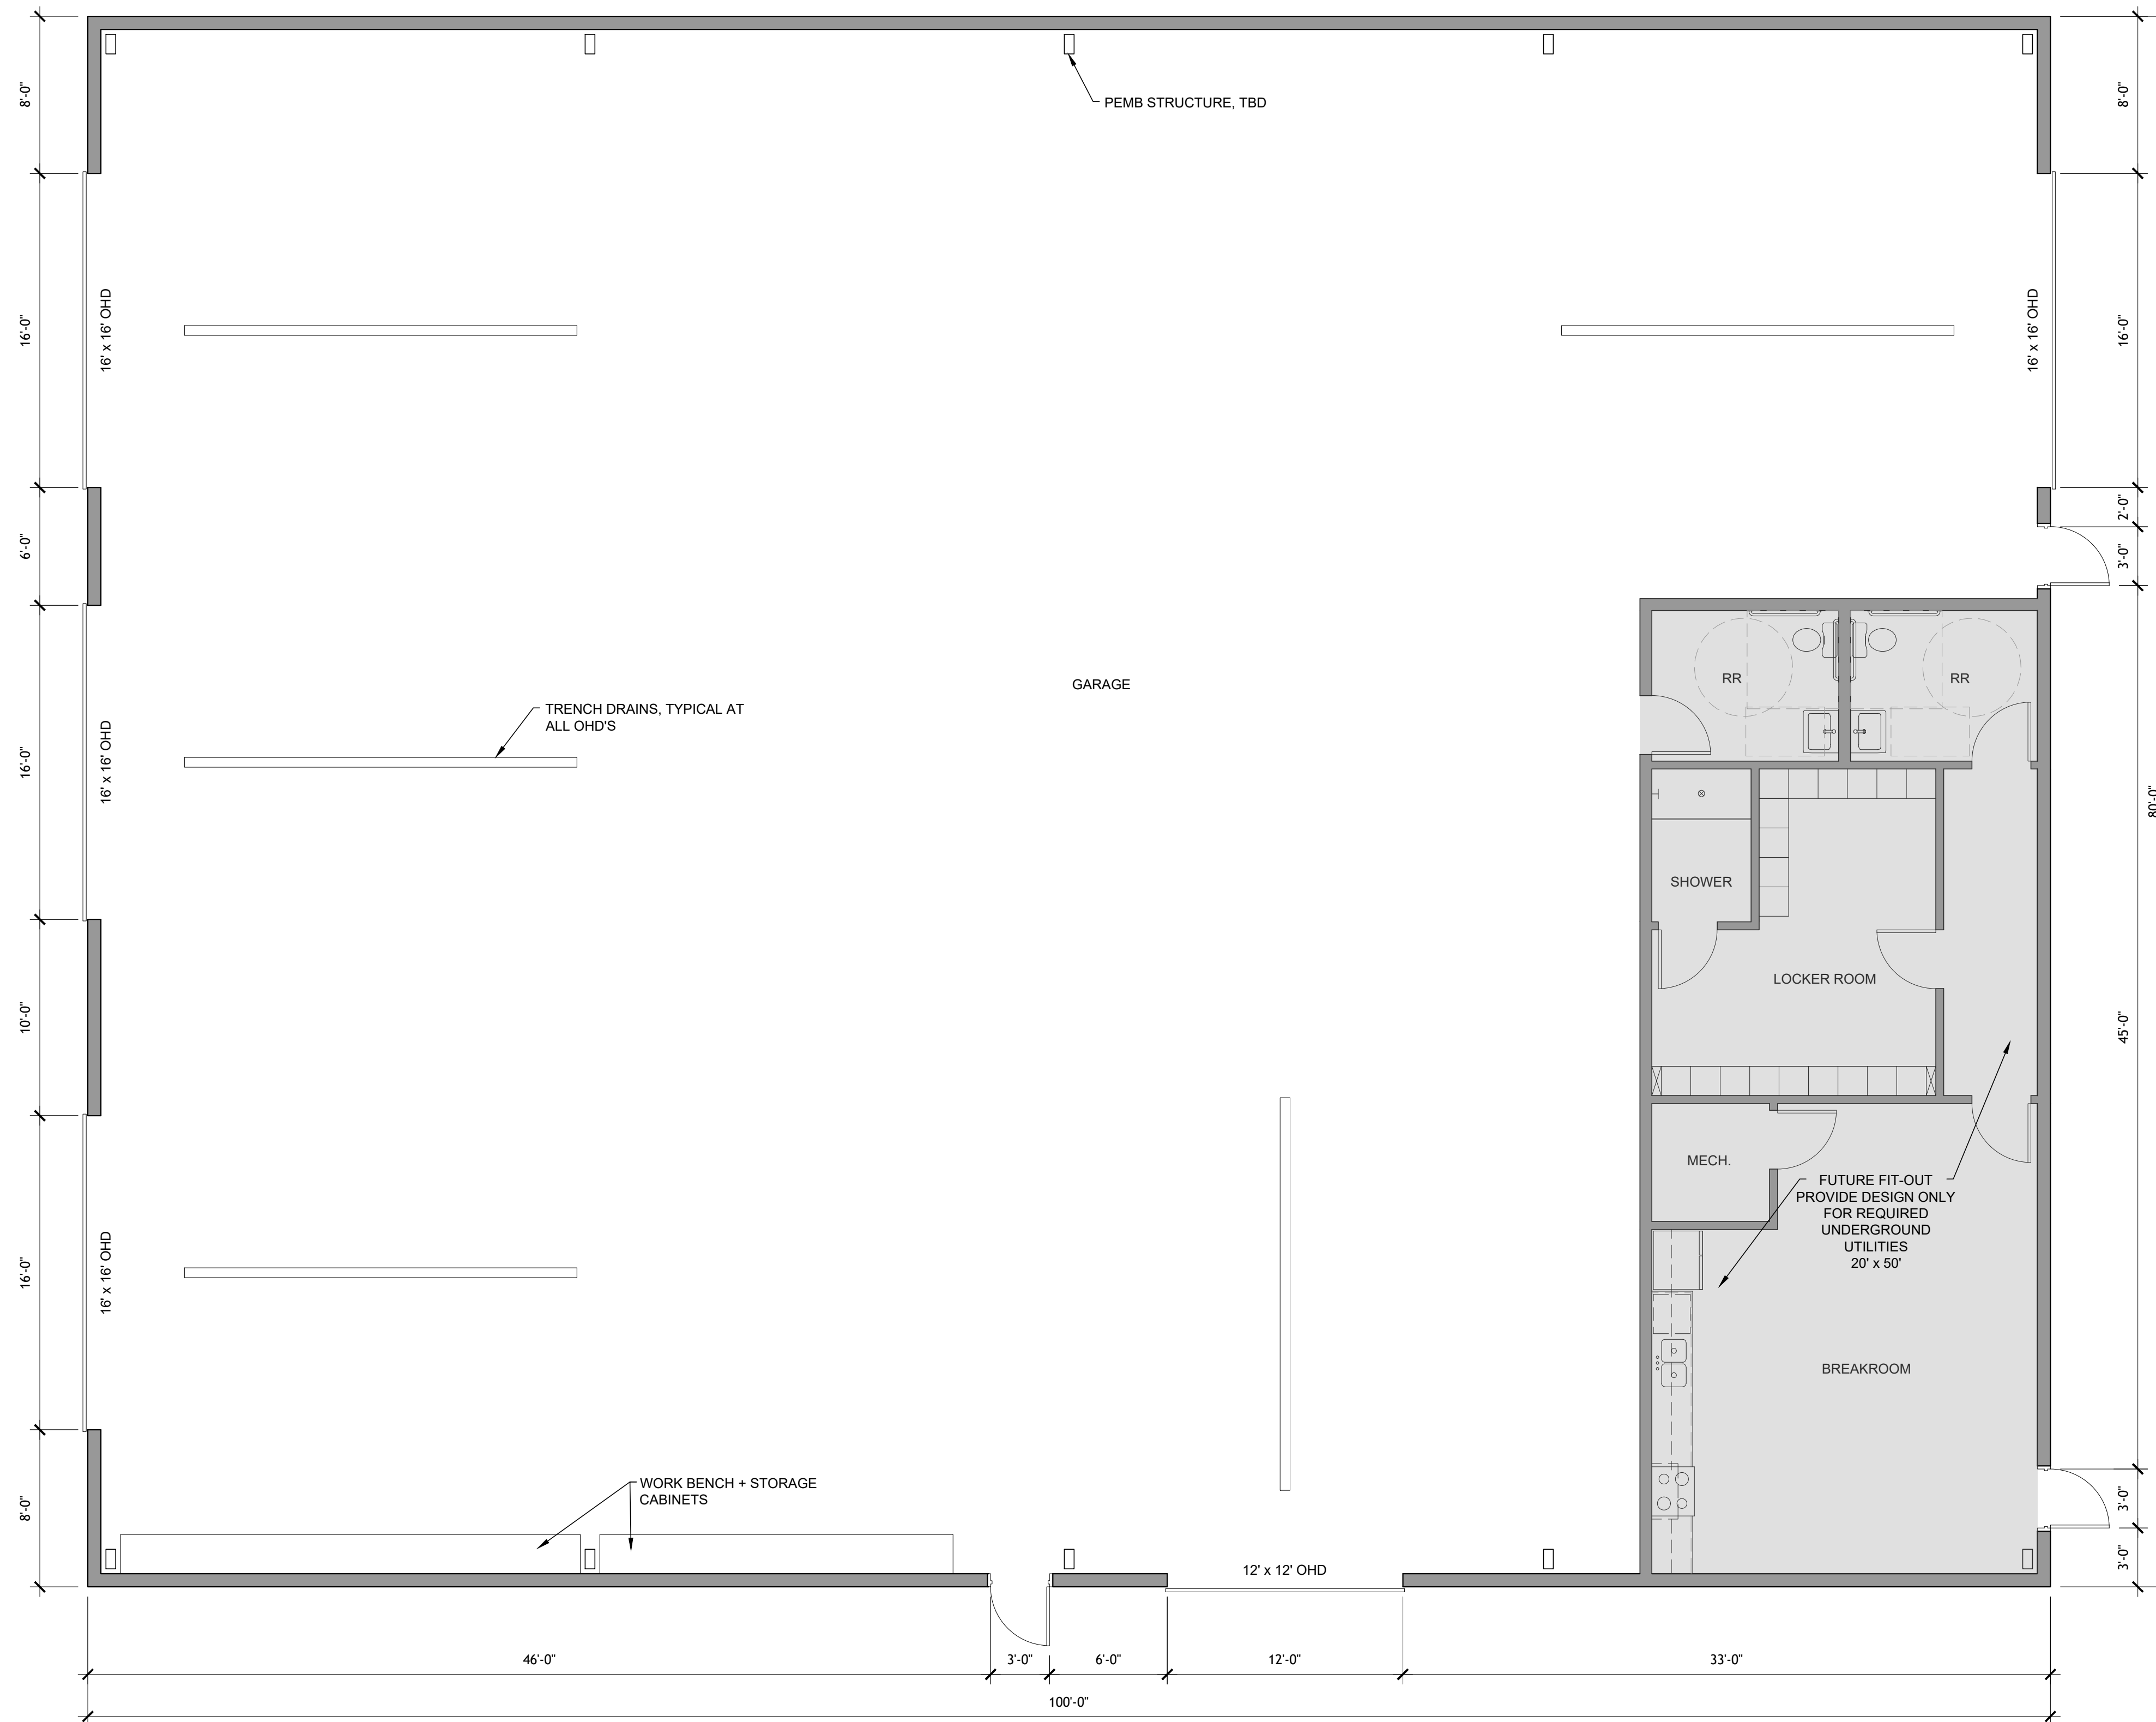 PEMB STRUCTURE, TBD
8'-0"
8'-0"
16'-0"
16' x 16' OHD
16' x 16' OHD
16'-0"
2'-0"
6'-0"
3'-0"
GARAGE
RR
RR
TRENCH DRAINS, TYPICAL AT
ALL OHD'S
16'-0"
16' x 16' OHD
80'-0"
SHOWER
LOCKER ROOM
10'-0"
45'-0"
MECH.
FUTURE FIT-OUT
PROVIDE DESIGN ONLY
FOR REQUIRED
UNDERGROUND
UTILITIES
20' x 50'
16'-0"
16' x 16' OHD
BREAKROOM
WORK BENCH + STORAGE
CABINETS
8'-0"
3'-0"
3'-0"
12' x 12' OHD
46'-0"
3'-0"
6'-0"
12'-0"
33'-0"
100'-0"